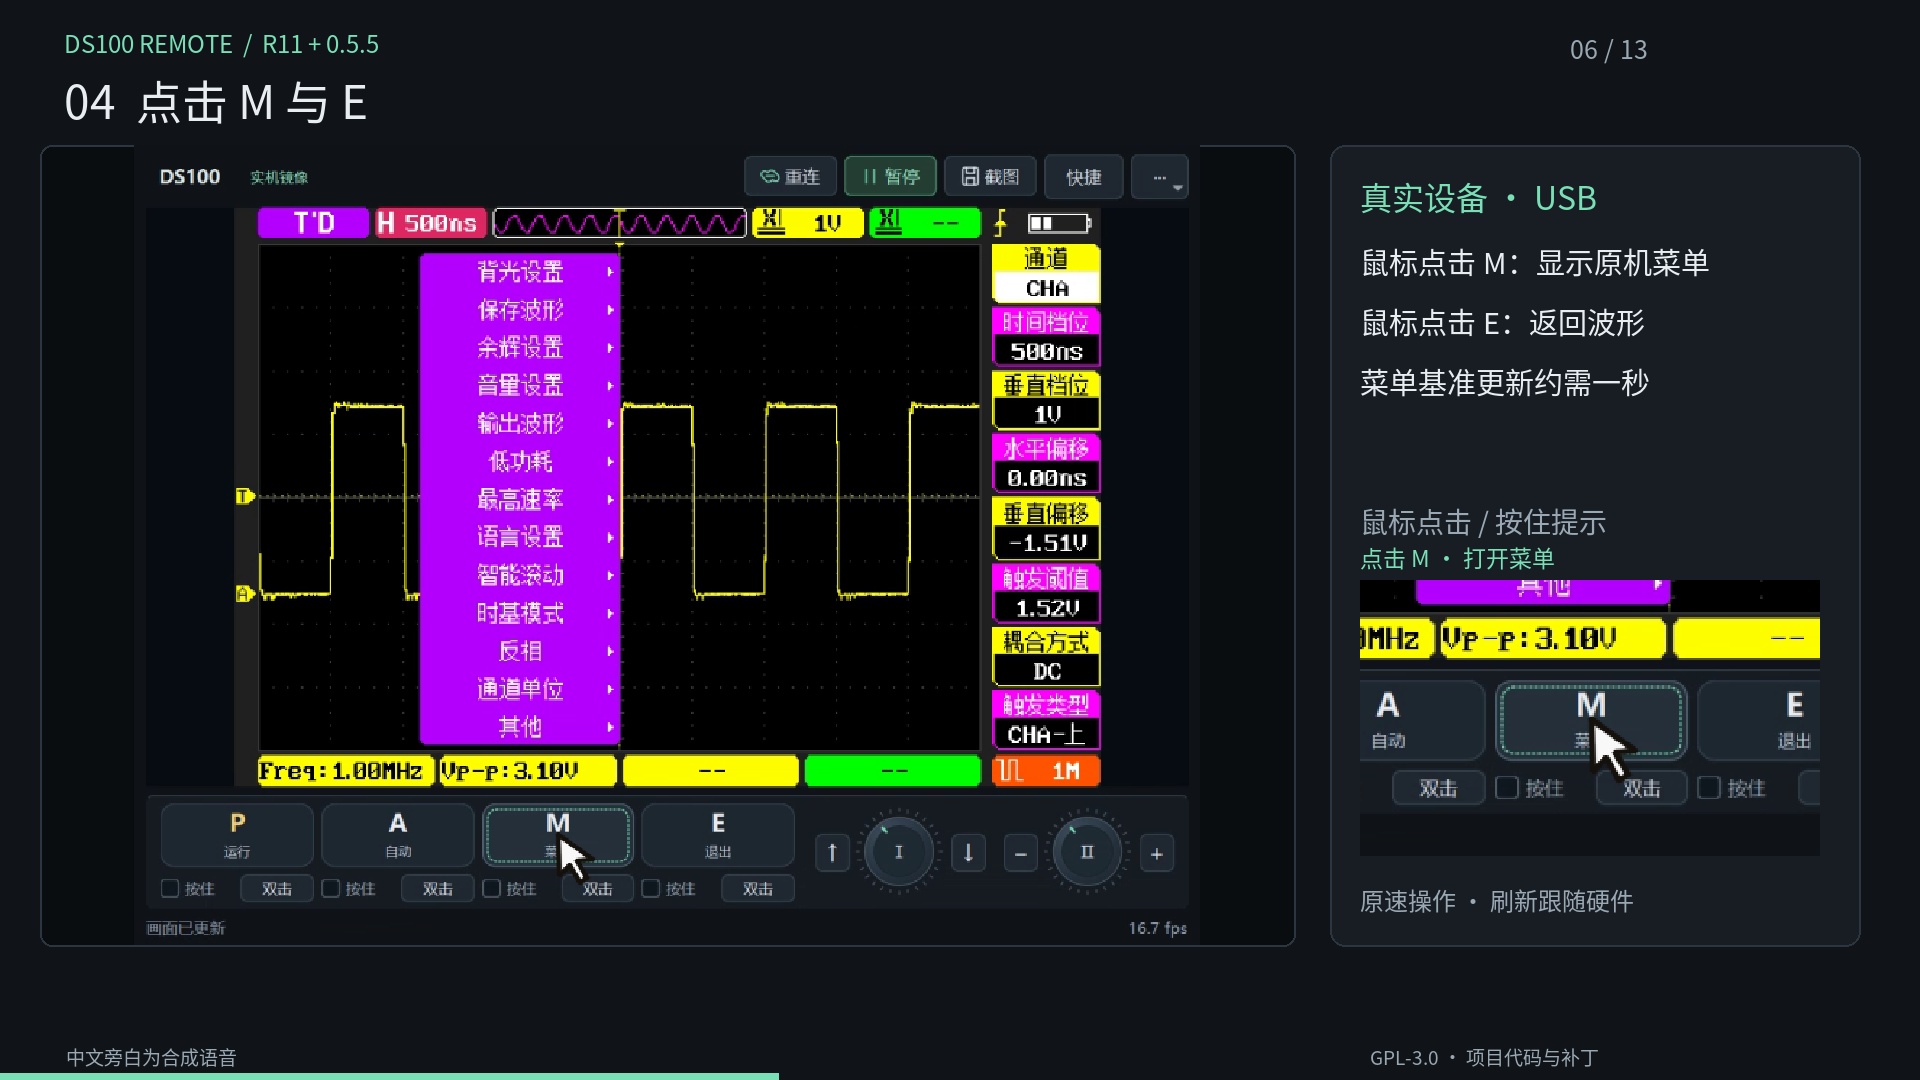 DS100 REMOTE / R11 + 0.5.5
06 / 13
04 点击 M 与 E
DS100 实机镜像 重连 暂停 截图 快捷 ...
T'D H 500ns X1 1V X1 --
背光设置
保存波形
余辉设置
音量设置
输出波形
低功耗
最高速率
语言设置
智能滚动
时基模式
反相
通道单位
其他
T
A
通道
CHA
时间档位
500ns
垂直档位
1V
水平偏移
0.00ns
垂直偏移
-1.51V
触发阈值
1.52V
耦合方式
DC
触发类型
CHA-上
Freq:1.00MHz Vp-p:3.10V -- -- 1M
P A M E
运行 自动 退出
↑ I ↓ − II +
按住 双击 按住 双击 按住 双击 按住 双击
画面已更新 16.7 fps
真实设备 · USB
鼠标点击 M：显示原机菜单
鼠标点击 E：返回波形
菜单基准更新约需一秒
鼠标点击 / 按住提示
点击 M · 打开菜单
其他
0MHz Vp-p:3.10V --
A M E
自动 退出
双击 按住 双击 按住
原速操作 · 刷新跟随硬件
中文旁白为合成语音
GPL-3.0 · 项目代码与补丁